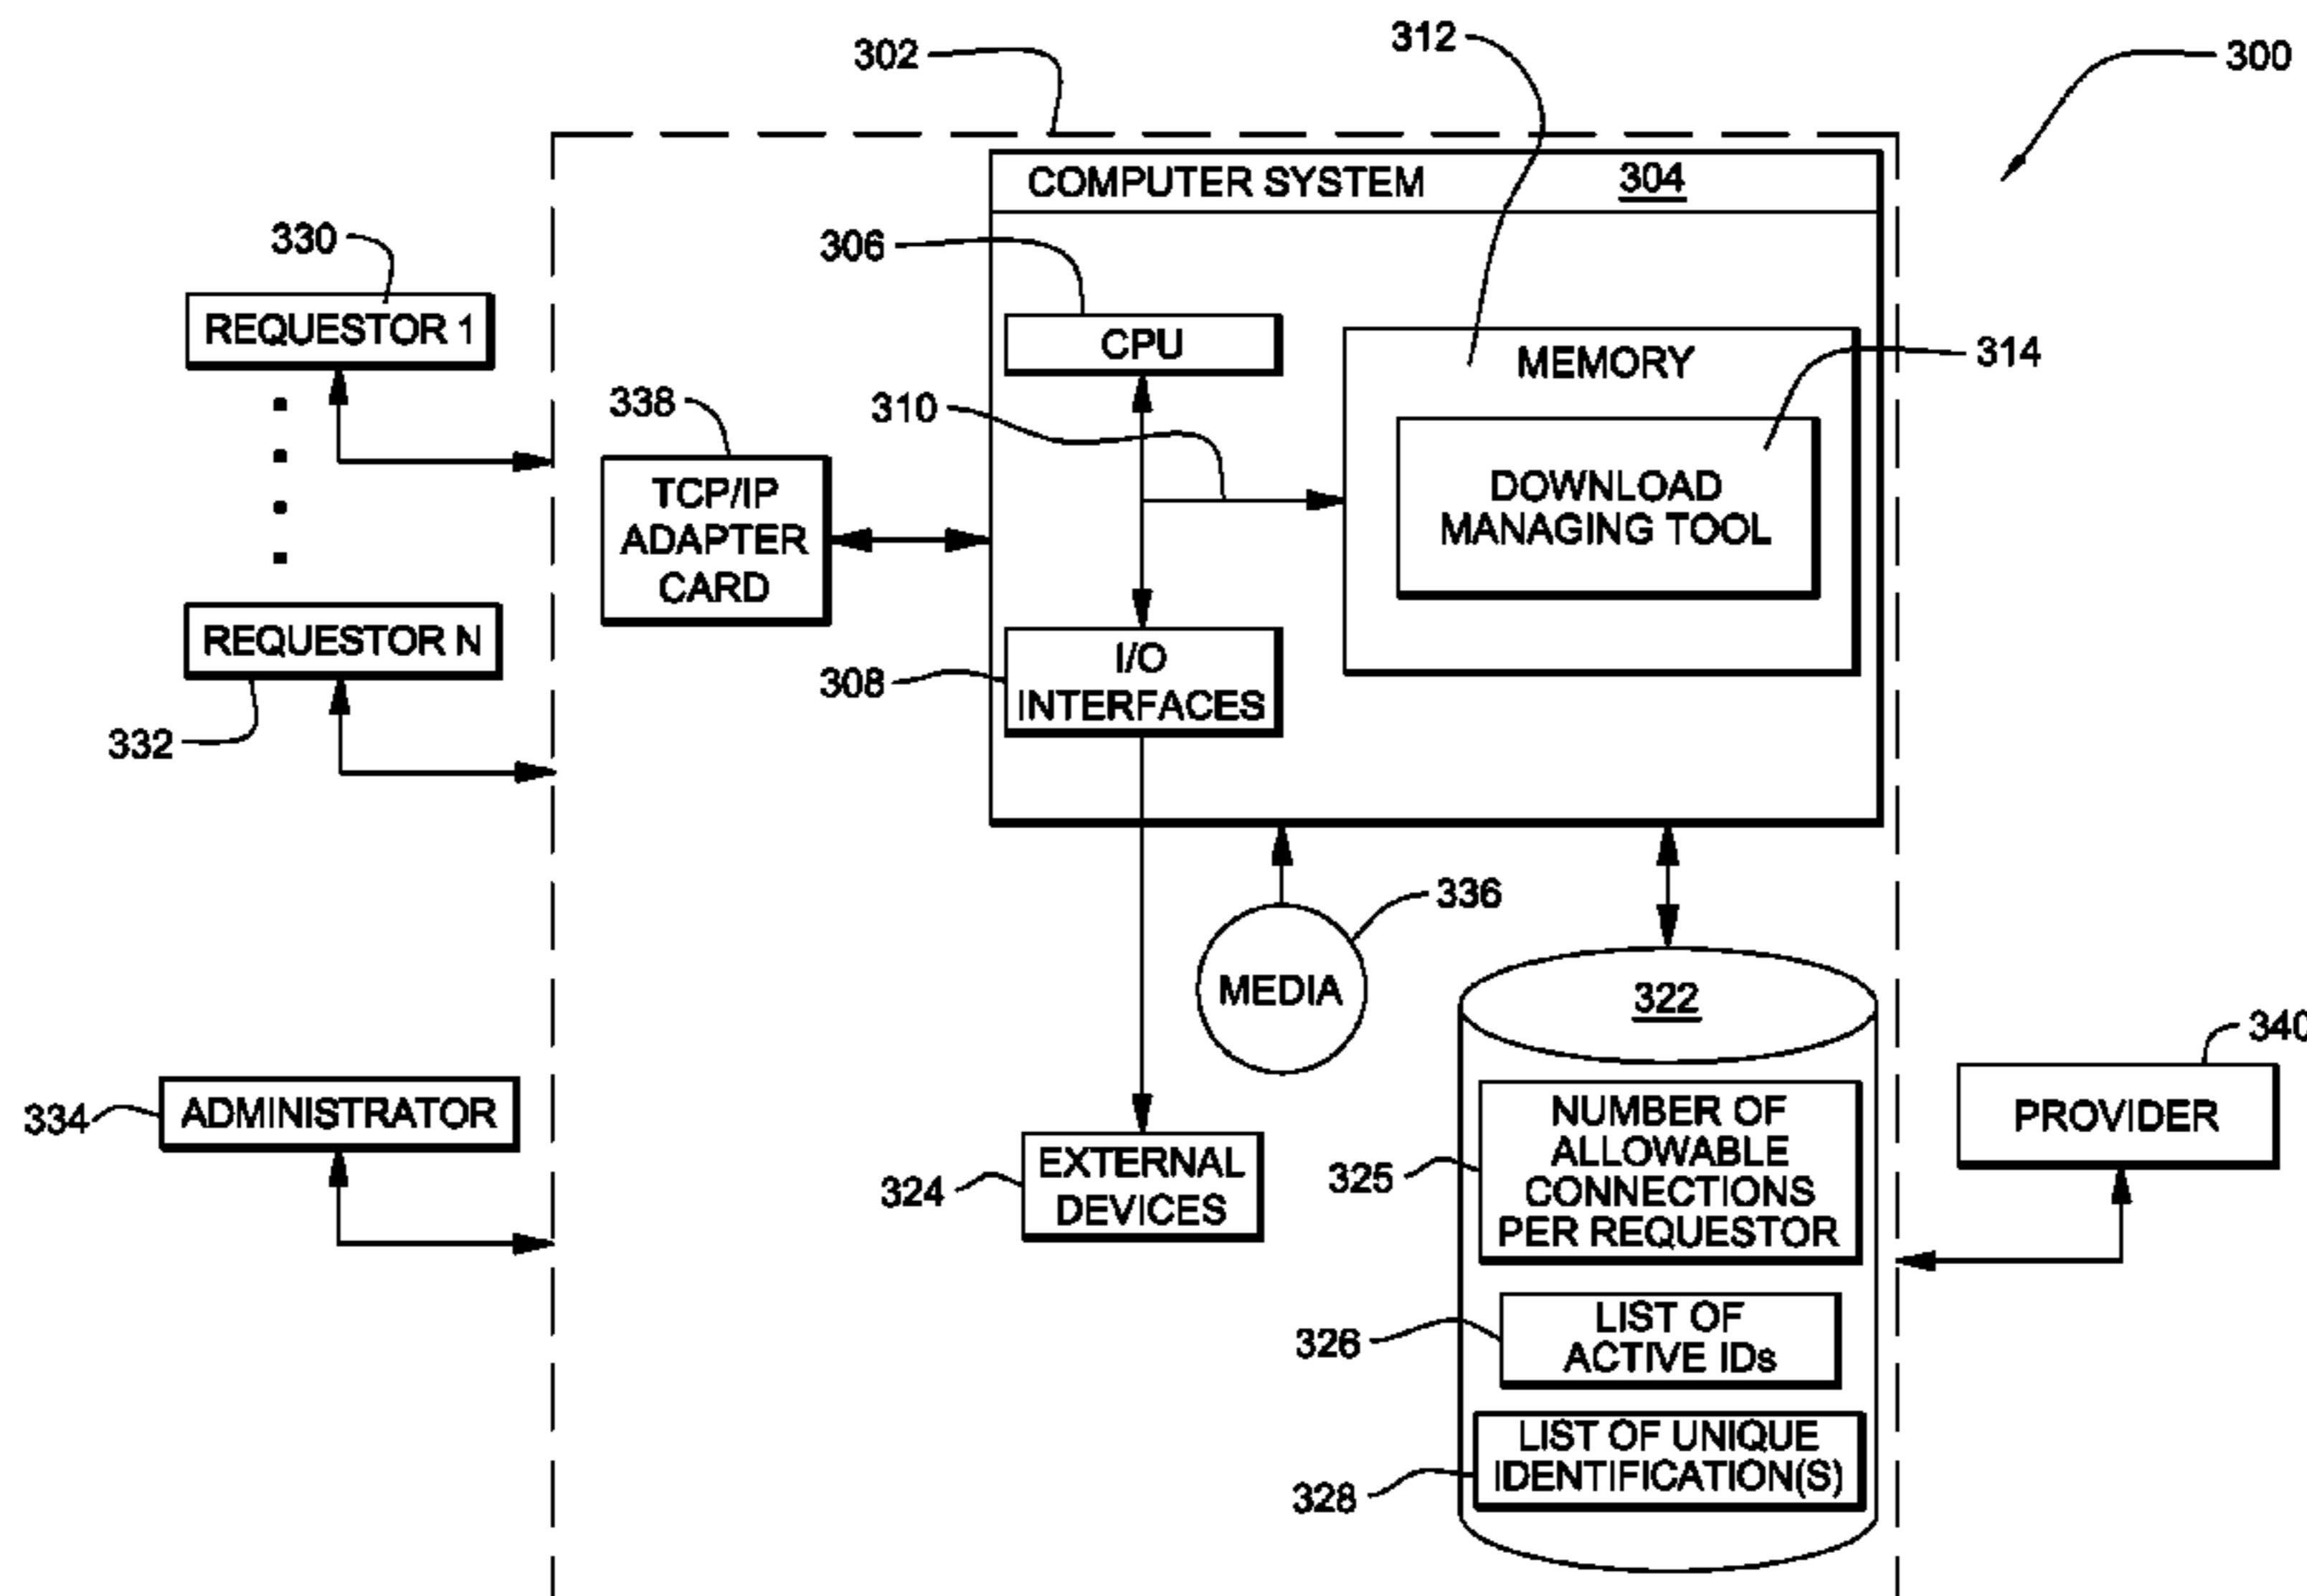 302
312
300
COMPUTER SYSTEM 304
330
306
REQUESTOR 1
CPU
MEMORY
314
338
310
TCP/IP
ADAPTER
CARD
DOWNLOAD
MANAGING TOOL
REQUESTOR N
332
308
I/O
INTERFACES
336
MEDIA
322
340
334
ADMINISTRATOR
324
EXTERNAL
DEVICES
325
NUMBER OF
ALLOWABLE
CONNECTIONS
PER REQUESTOR
PROVIDER
326
LIST OF
ACTIVE IDs
328
LIST OF UNIQUE
IDENTIFICATION(S)